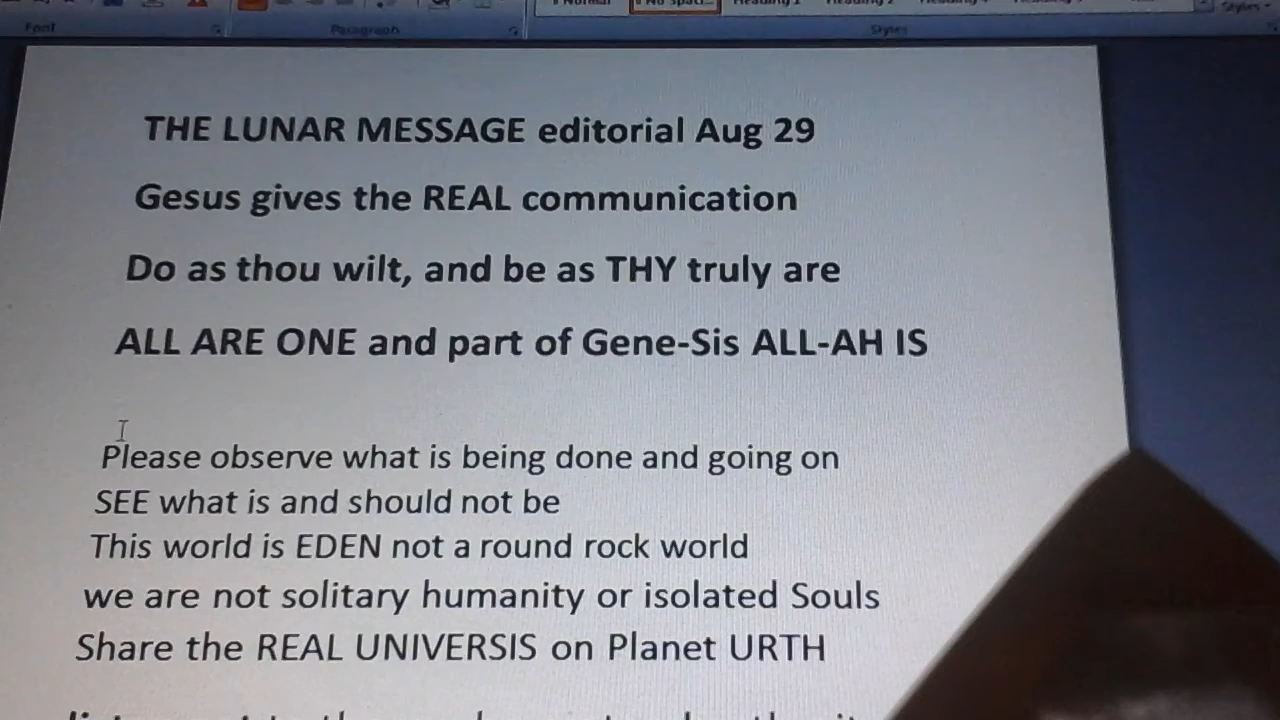 Font Paragraph Styles
THE LUNAR MESSAGE editorial Aug 29
Gesus gives the REAL communication
Do as thou wilt, and be as THY truly are
ALL ARE ONE and part of Gene-Sis ALL-AH IS
Please observe what is being done and going on
SEE what is and should not be
This world is EDEN not a round rock world
we are not solitary humanity or isolated Souls
Share the REAL UNIVERSIS on Planet URTH